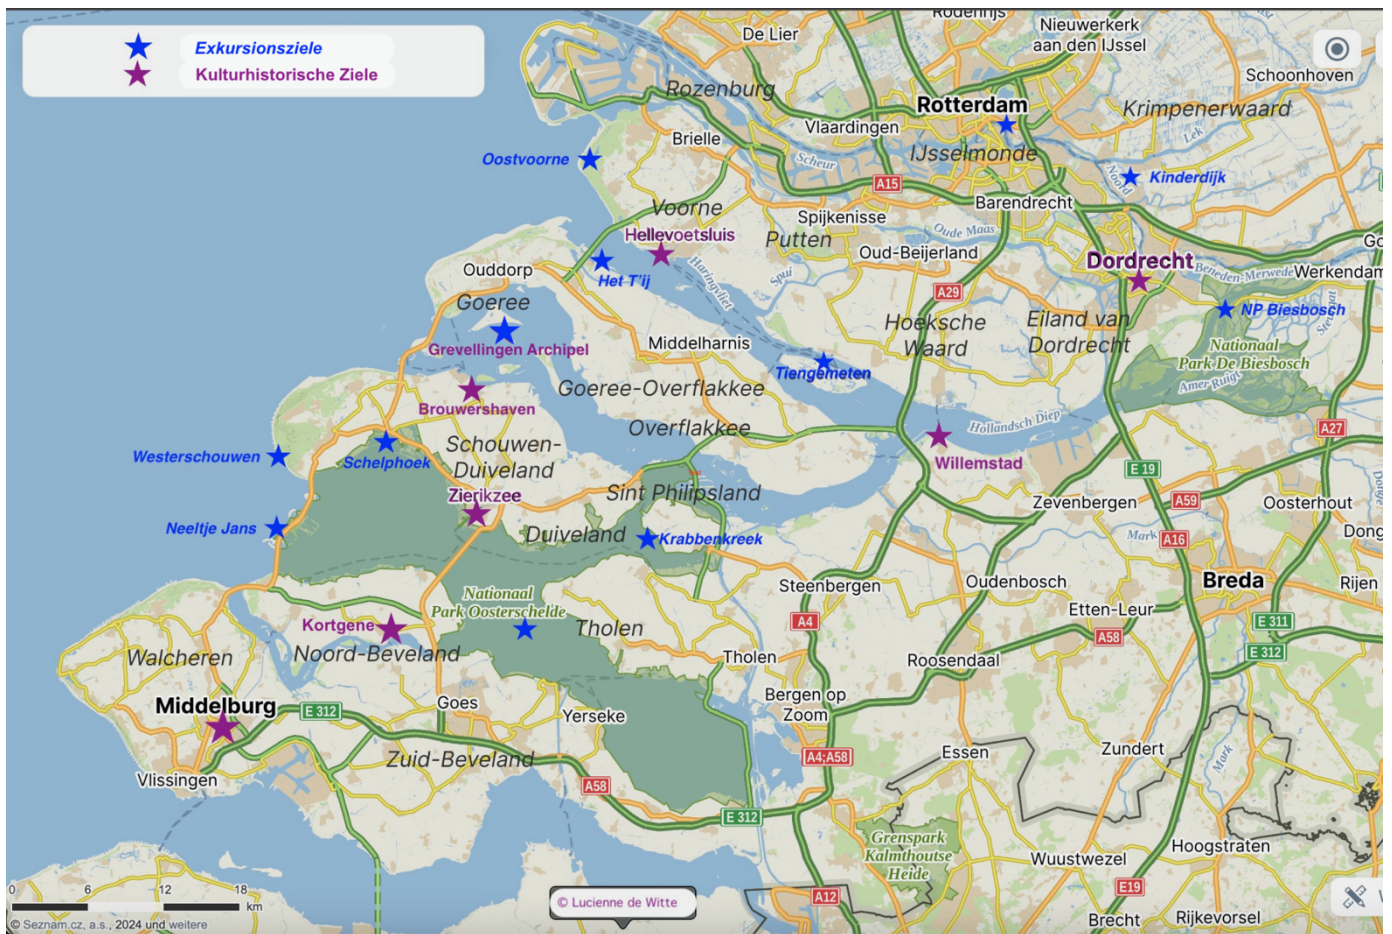 Exkursionsziele
Kulturhistorische Ziele
De Lier
Nieuwerkerk
aan den IJssel
Schoonhoven
Rozenburg
Rotterdam
Krimpenerwaard
Vlaardingen
Brielle
Lek
Oostvoorne
Scheur
IJsselmonde
Noord
Kinderdijk
A15
Barendrecht
Voorne
Spijkenisse
Hellevoetsluis
Putten
Oude Maas
Oud-Beijerland
Dordrecht
Ouddorp
Het T'ij
Haringvliet
Spui
Beneden-Merwede
Werkendam
Goeree
A29
NP Biesbosch
Hoeksche
Waard
Eiland van
Dordrecht
Grevellingen Archipel
Middelharnis
Nationaal
Park De Biesbosch
Tiengemeten
Amer
Goeree-Overflakkee
Brouwershaven
Overflakkee
Hollandsch Diep
A27
Westerschouwen
Schelphoek
Schouwen-
Duiveland
Willemstad
E 19
Zierikzee
Sint Philipsland
Zevenbergen
A59
Oosterhout
Neeltje Jans
Duiveland
Krabbenkreek
Mark
A16
Steenbergen
Oudenbosch
Breda
Rijen
Nationaal
Park Oosterschelde
Etten-Leur
Kortgene
Tholen
A4
A58
E 311
E 312
Walcheren
Noord-Beveland
Tholen
Roosendaal
Middelburg
E 312
Goes
Yerseke
Bergen op
Zoom
Zuid-Beveland
A4;A58
Essen
Zundert
Mark
Vlissingen
A58
E 312
Grenspark
Kalmthoutse
Heide
Wuustwezel
Hoogstraten
0 6 12 18
km
© Lucienne de Witte
A12
E19
Brecht
Rijkevorsel
© Seznam.cz, a.s., 2024 und weitere